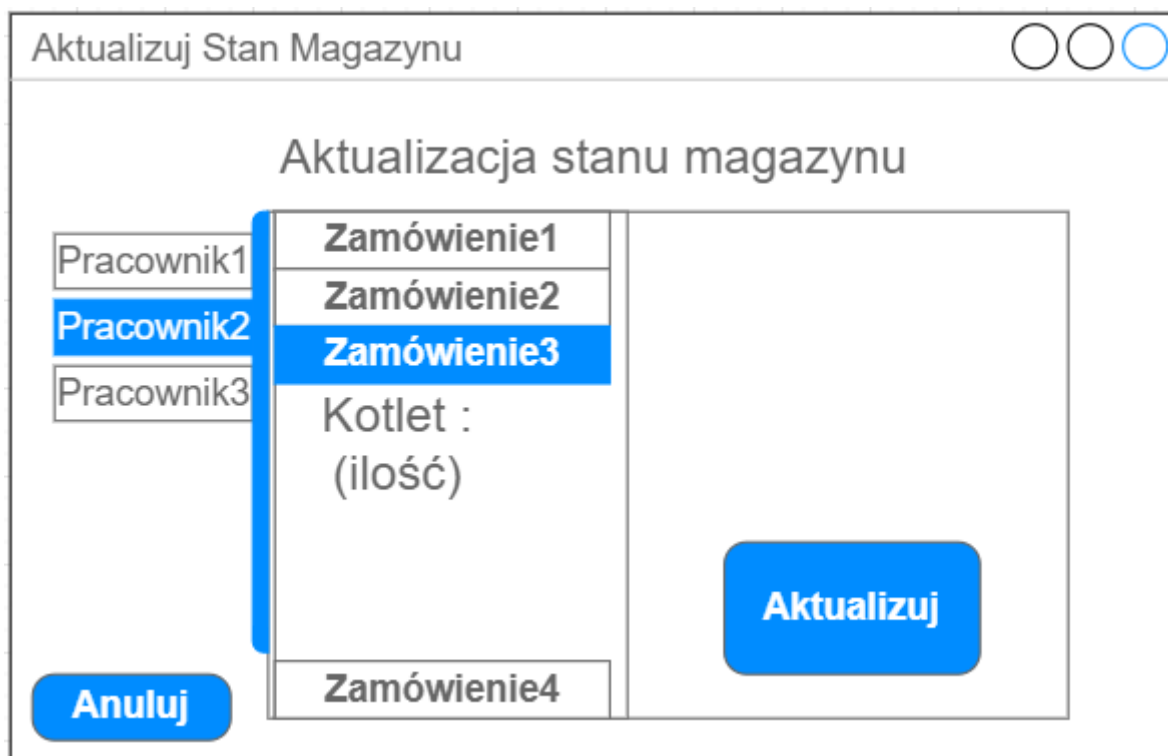 Aktualizuj Stan Magazynu
Aktualizacja stanu magazynu
Pracownik1
Pracownik2
Pracownik3
Zamówienie1
Zamówienie2
Zamówienie3
Kotlet :
(ilość)
Zamówienie4
Aktualizuj
Anuluj